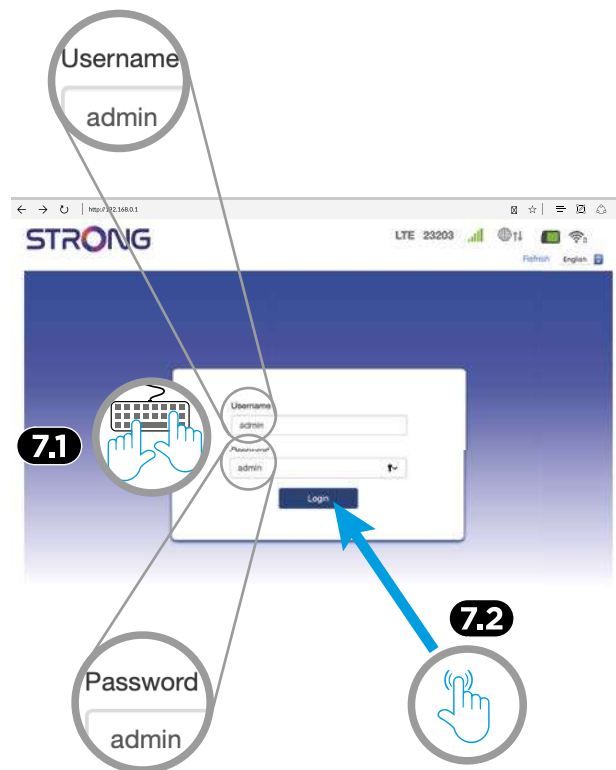 Username
admin
http://192.168.0.1
STRONG
LTE 23203
Refresh English
Username
admin
7.1
Password
admin
Login
7.2
Password
admin